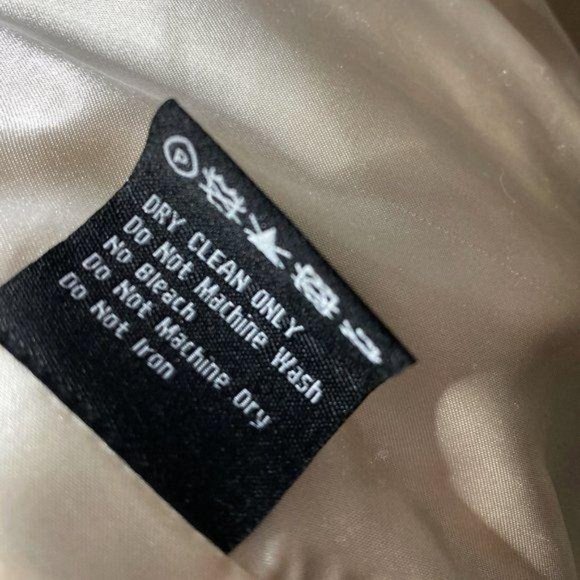 P
DRY CLEAN ONLY
Do Not Machine Wash
No Bleach
Do Not Machine Dry
Do Not Iron